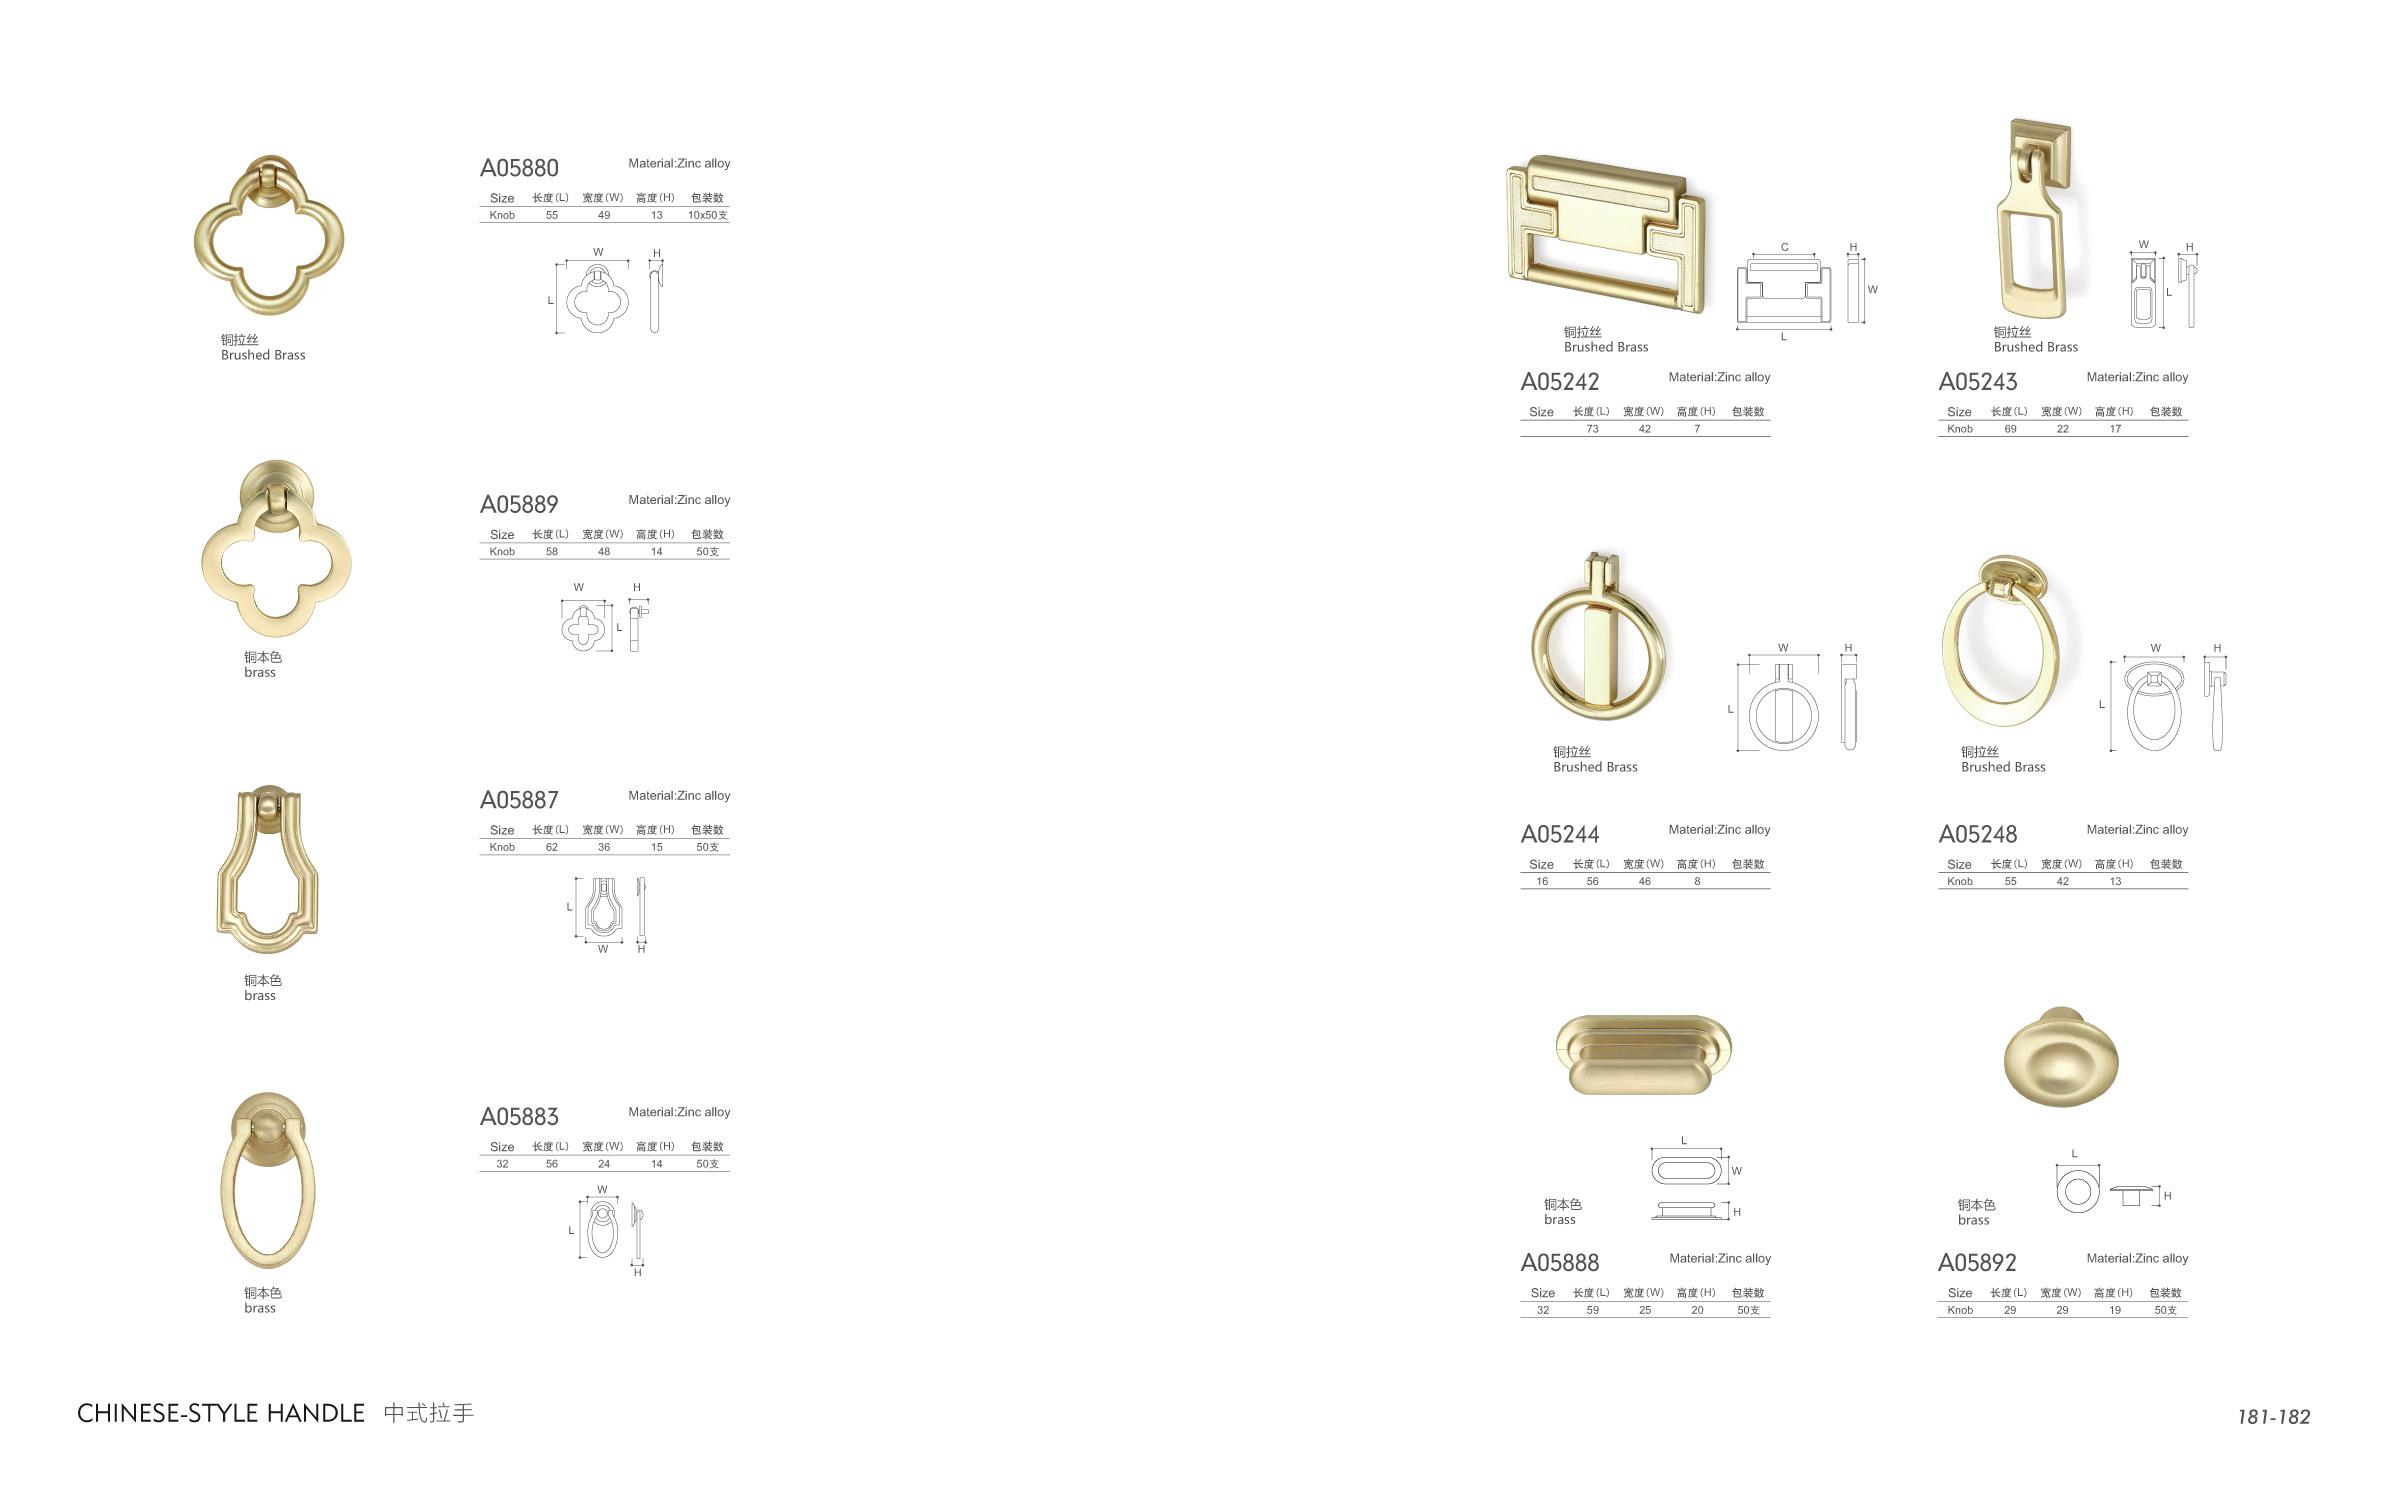 A05880 Material:Zinc alloy
Size 长度(L) 宽度(W) 高度(H) 包装数
Knob 55 49 13 10x50支
W H
L
铜拉丝
Brushed Brass
A05889 Material:Zinc alloy
Size 长度(L) 宽度(W) 高度(H) 包装数
Knob 58 48 14 50支
W H
L
铜本色
brass
A05887 Material:Zinc alloy
Size 长度(L) 宽度(W) 高度(H) 包装数
Knob 62 36 15 50支
L
W H
铜本色
brass
A05883 Material:Zinc alloy
Size 长度(L) 宽度(W) 高度(H) 包装数
32 56 24 14 50支
W
L
H
铜本色
brass
C H
W
L
铜拉丝
Brushed Brass
A05242 Material:Zinc alloy
Size 长度(L) 宽度(W) 高度(H) 包装数
73 42 7
W H
L
铜拉丝
Brushed Brass
A05243 Material:Zinc alloy
Size 长度(L) 宽度(W) 高度(H) 包装数
Knob 69 22 17
W H
L
铜拉丝
Brushed Brass
A05244 Material:Zinc alloy
Size 长度(L) 宽度(W) 高度(H) 包装数
16 56 46 8
W H
L
铜拉丝
Brushed Brass
A05248 Material:Zinc alloy
Size 长度(L) 宽度(W) 高度(H) 包装数
Knob 55 42 13
L
W
H
铜本色
brass
A05888 Material:Zinc alloy
Size 长度(L) 宽度(W) 高度(H) 包装数
32 59 25 20 50支
L
H
铜本色
brass
A05892 Material:Zinc alloy
Size 长度(L) 宽度(W) 高度(H) 包装数
Knob 29 29 19 50支
CHINESE-STYLE HANDLE 中式拉手
181-182